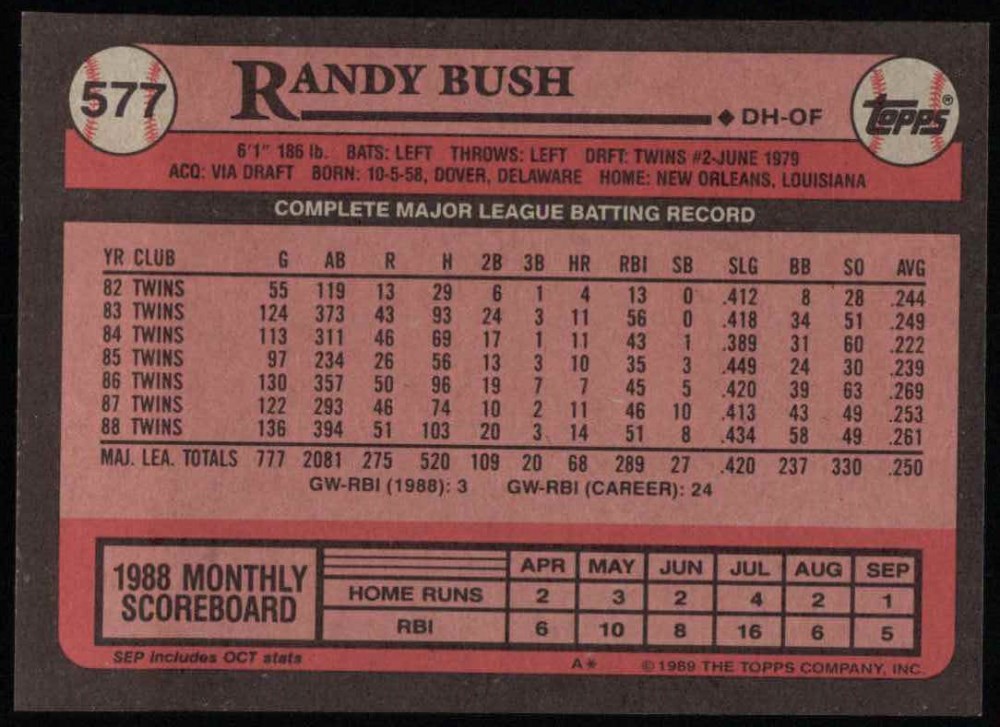 577
RANDY BUSH
◆ DH-OF
TOPPS®
6'1" 186 lb. BATS: LEFT THROWS: LEFT DRFT: TWINS #2-JUNE 1979
ACQ: VIA DRAFT BORN: 10-5-58, DOVER, DELAWARE HOME: NEW ORLEANS, LOUISIANA
COMPLETE MAJOR LEAGUE BATTING RECORD
YR CLUB G AB R H 2B 3B HR RBI SB SLG BB SO AVG
82 TWINS 55 119 13 29 6 1 4 13 0 .412 8 28 .244
83 TWINS 124 373 43 93 24 3 11 56 0 .418 34 51 .249
84 TWINS 113 311 46 69 17 1 11 43 1 .389 31 60 .222
85 TWINS 97 234 26 56 13 3 10 35 3 .449 24 30 .239
86 TWINS 130 357 50 96 19 7 7 45 5 .420 39 63 .269
87 TWINS 122 293 46 74 10 2 11 46 10 .413 43 49 .253
88 TWINS 136 394 51 103 20 3 14 51 8 .434 58 49 .261
MAJ. LEA. TOTALS 777 2081 275 520 109 20 68 289 27 .420 237 330 .250
GW-RBI (1988): 3 GW-RBI (CAREER): 24
1988 MONTHLY
SCOREBOARD
APR MAY JUN JUL AUG SEP
HOME RUNS 2 3 2 4 2 1
RBI 6 10 8 16 6 5
SEP includes OCT stats
A* ©1989 THE TOPPS COMPANY, INC.